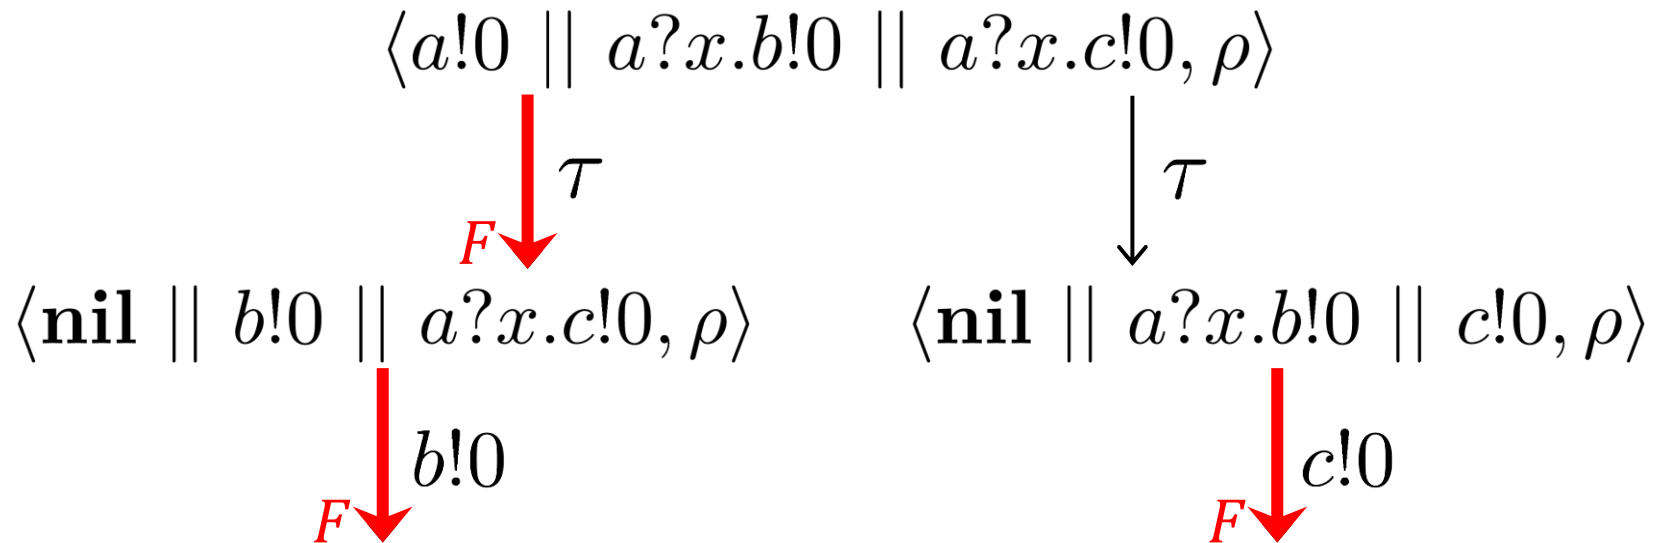 ⟨a!0 || a?x.b!0 || a?x.c!0, ρ⟩
τ τ
F
⟨nil || b!0 || a?x.c!0, ρ⟩ ⟨nil || a?x.b!0 || c!0, ρ⟩
b!0 c!0
F F